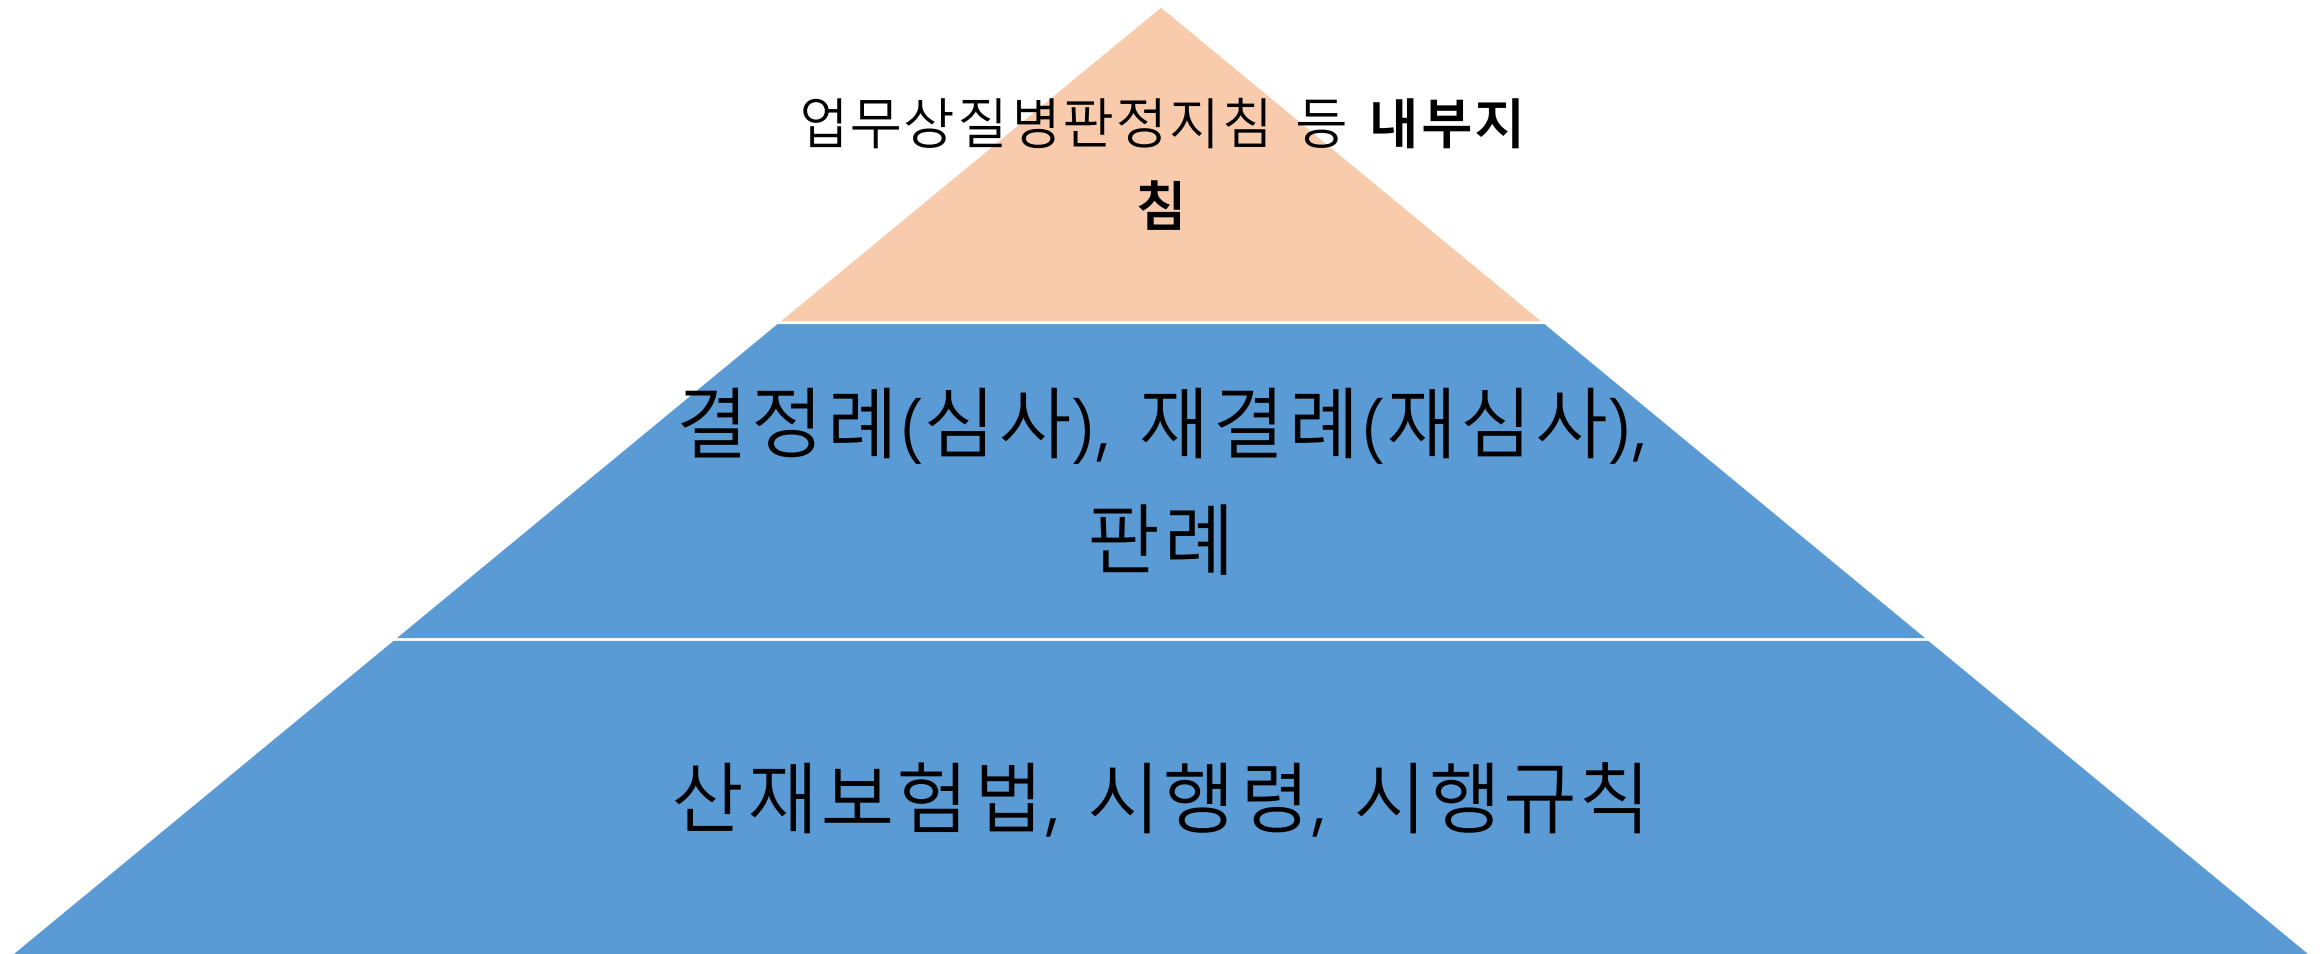 업무상질병판정지침 등 내부지
침
결정례(심사), 재결례(재심사),
판례
산재보험법, 시행령, 시행규칙